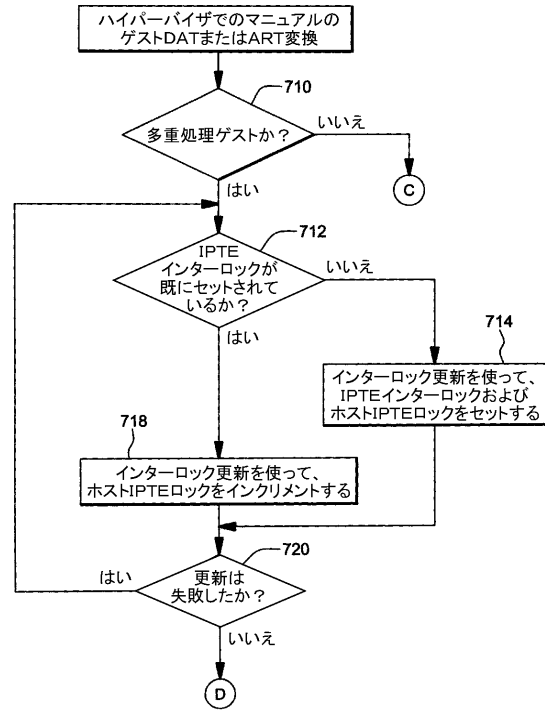 ハイパーバイザでのマニュアルの
ゲストDATまたはART変換
710
多重処理ゲストか？
いいえ
はい
C
712
IPTE
インターロックが
既にセットされて
いるか？
いいえ
はい
714
インターロック更新を使って、
IPTEインターロックおよび
ホストIPTEロックをセットする
718
インターロック更新を使って、
ホストIPTEロックをインクリメントする
720
更新は
失敗したか？
はい
いいえ
D